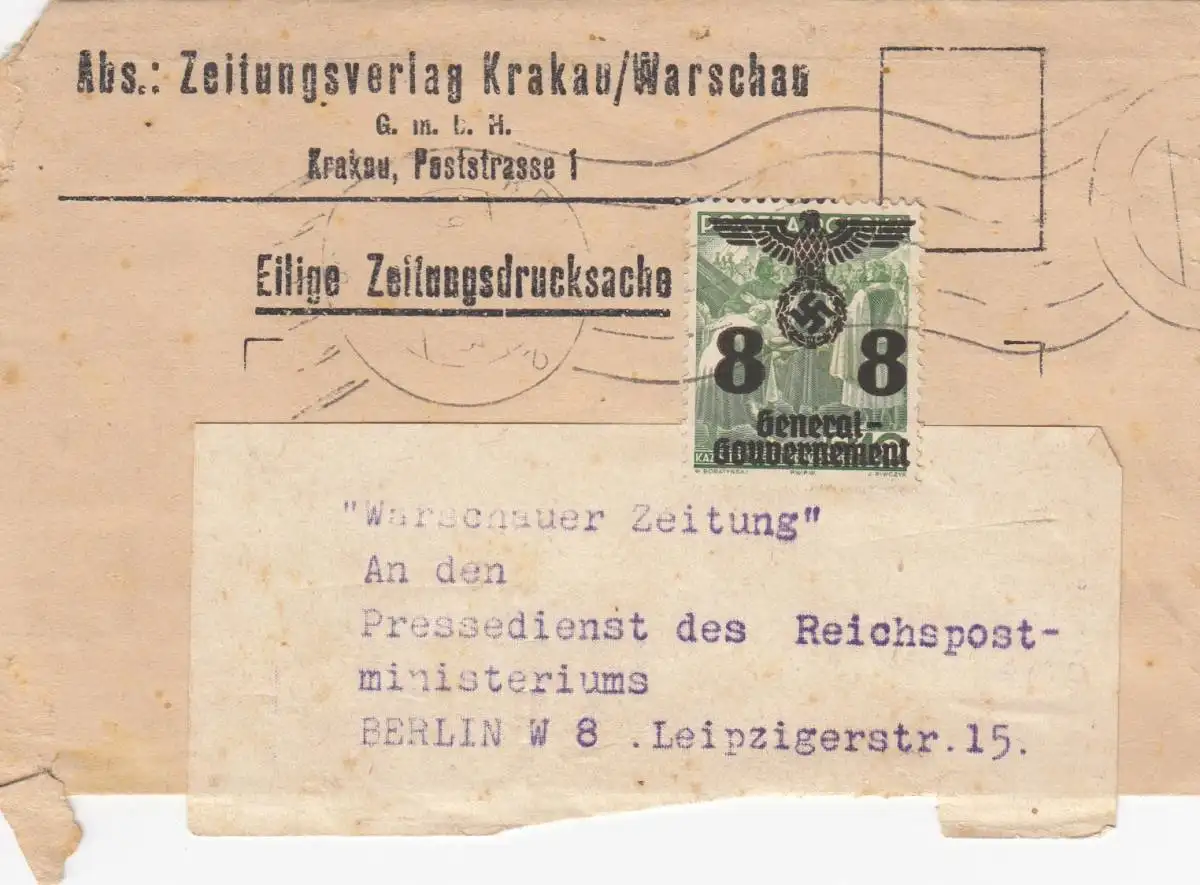 Abs.: Zeitungsverlag Krakau/Warschau
G. m. b. H.
Krakau, Poststrasse 1
Eilige Zeitungsdrucksache
8 8
General-
Gouvernement
"Warschauer Zeitung"
An den
Pressedienst des Reichspost-
ministeriums
BERLIN W 8 .Leipzigerstr.15.